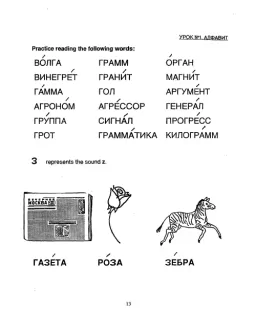 УРОК №1. АЛФАВИТ
Practice reading the following words:
ВО́ЛГА ГРАММ О́РГАН
ВИНЕГРЕ́Т ГРАНИ́Т МАГНИ́Т
ГА́ММА ГОЛ АРГУМЕ́НТ
АГРОНО́М АГРЕ́ССОР ГЕНЕРА́Л
ГРУ́ППА СИГНА́Л ПРОГРЕ́СС
ГРОТ ГРАММА́ТИКА КИЛОГРА́ММ
З represents the sound z.
МОСКВА
ГАЗЕ́ТА РО́ЗА ЗЕ́БРА
13